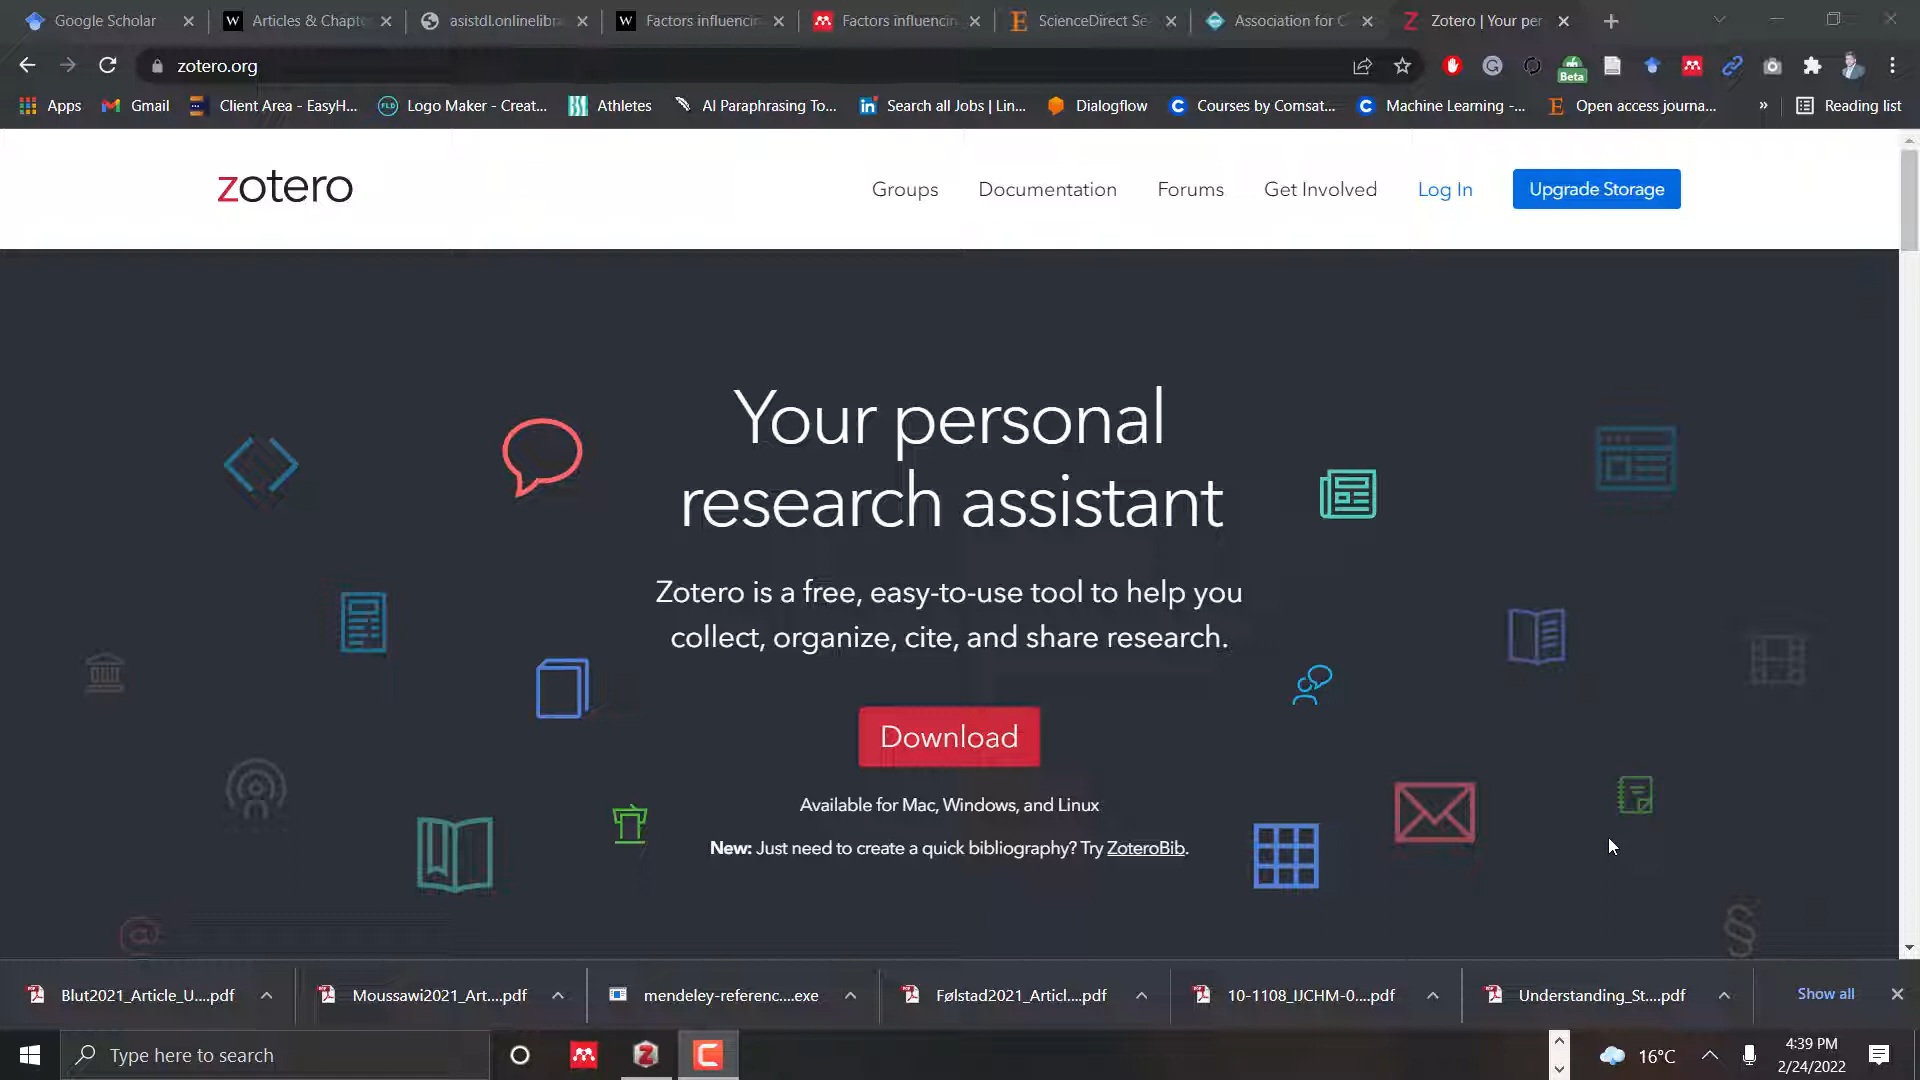 Google Scholar
Articles & Chapte
asistdl.onlinelibra
Factors influencin
Factors influencin
ScienceDirect Se
Association for C
Zotero | Your per
zotero.org
Beta
Apps
Gmail
Client Area - EasyH...
Logo Maker - Creat...
Athletes
AI Paraphrasing To...
Search all Jobs | Lin...
Dialogflow
Courses by Comsat...
Machine Learning -...
Open access journa...
»
Reading list
zotero
Groups
Documentation
Forums
Get Involved
Log In
Upgrade Storage
Your personal
research assistant
Zotero is a free, easy-to-use tool to help you
collect, organize, cite, and share research.
Download
Available for Mac, Windows, and Linux
New: Just need to create a quick bibliography? Try ZoteroBib.
Blut2021_Article_U....pdf
Moussawi2021_Art....pdf
mendeley-referenc....exe
Følstad2021_Articl....pdf
10-1108_IJCHM-0....pdf
Understanding_St....pdf
Show all
Type here to search
16°C
4:39 PM
2/24/2022